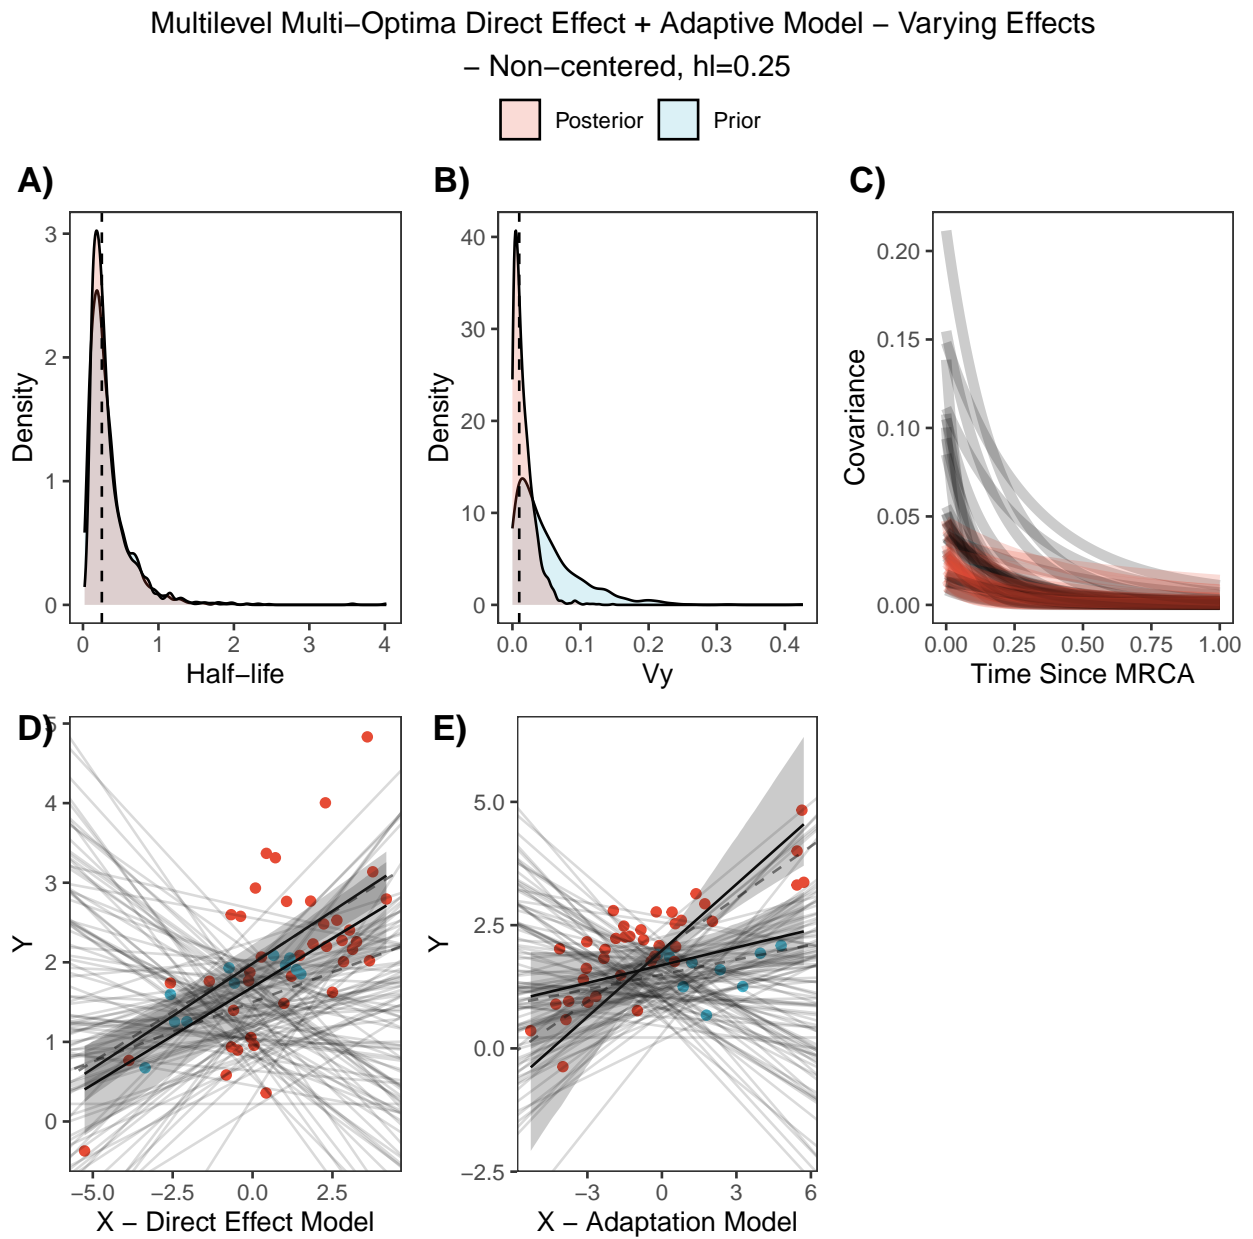 Multilevel Multi−Optima Direct Effect + Adaptive Model − Varying Effects
− Non−centered, hl=0.25
Posterior Prior
A) B) C)
Density
3
2
1
0
0 1 2 3 4
Half−life
Density
40
30
20
10
0
0.0 0.1 0.2 0.3 0.4
Vy
Covariance
0.20
0.15
0.10
0.05
0.00
0.00 0.25 0.50 0.75 1.00
Time Since MRCA
D) E)
Y
5
4
3
2
1
0
−5.0 −2.5 0.0 2.5
X − Direct Effect Model
Y
5.0
2.5
0.0
−2.5
−3 0 3 6
X − Adaptation Model